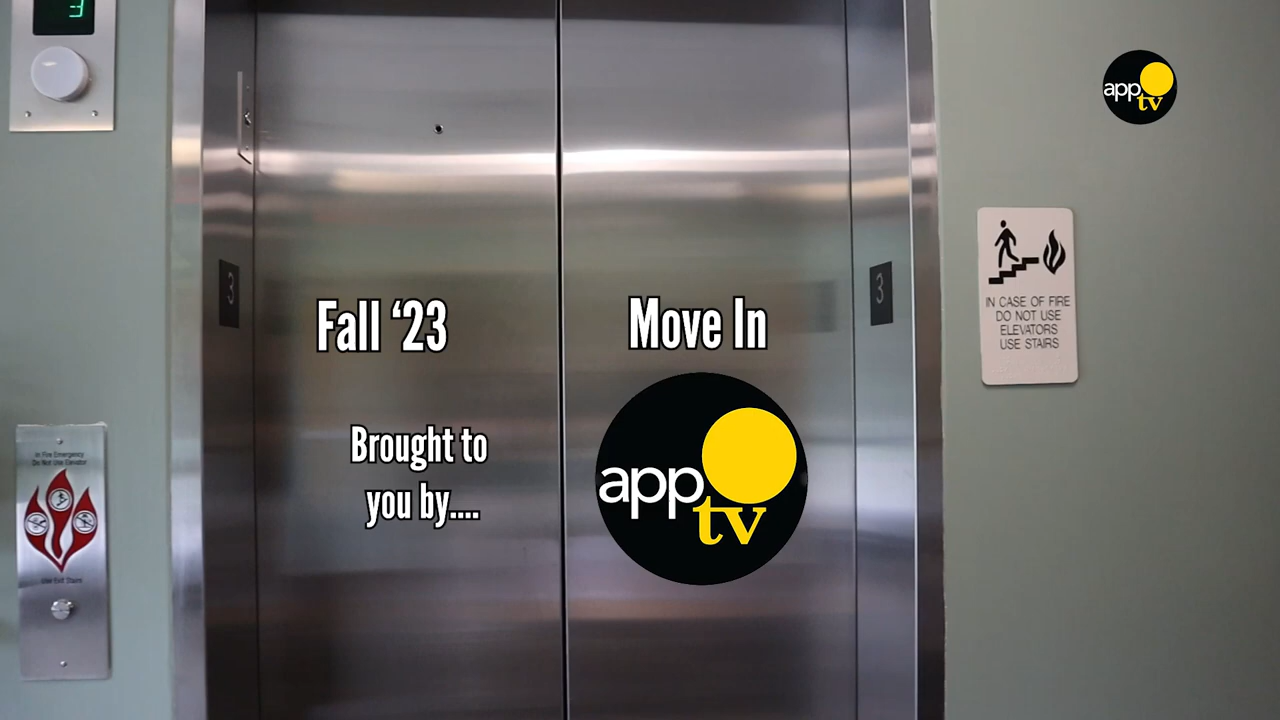 3
app
tv
3
3
IN CASE OF FIRE
DO NOT USE
ELEVATORS
USE STAIRS
Fall ‘23
Move In
Brought to
you by....
app
tv
In Fire Emergency
Do Not Use Elevator
Use Exit Stairs